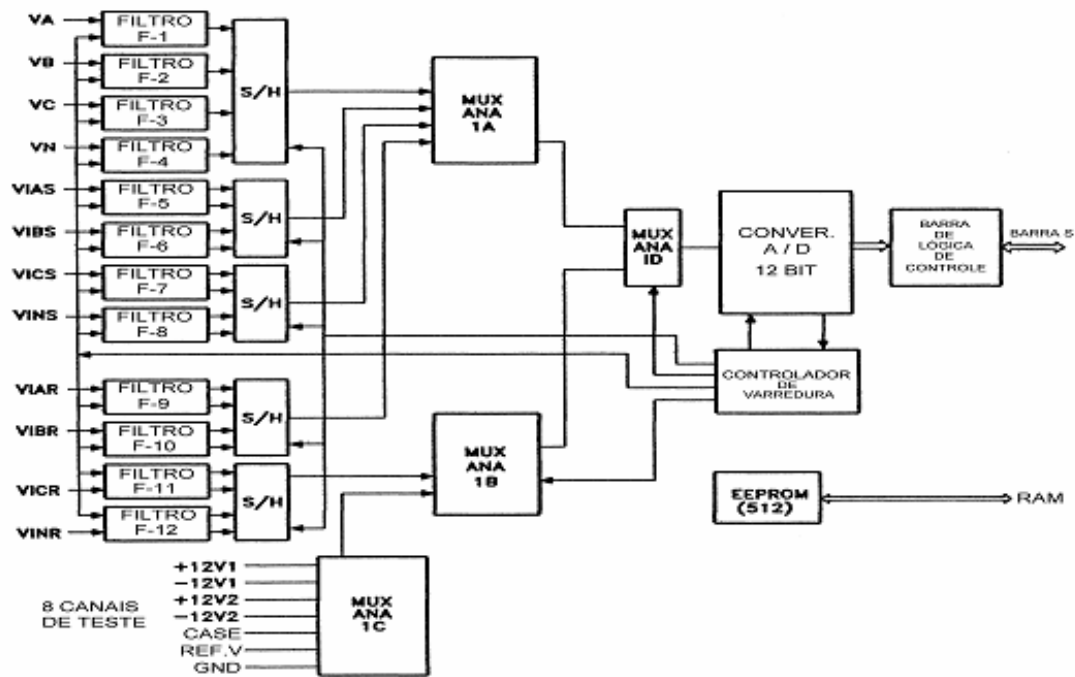 VA
FILTRO
F-1
VB
FILTRO
F-2
VC
FILTRO
F-3
VN
FILTRO
F-4
S/H
VIAS
FILTRO
F-5
VIBS
FILTRO
F-6
S/H
VICS
FILTRO
F-7
VINS
FILTRO
F-8
S/H
VIAR
FILTRO
F-9
VIBR
FILTRO
F-10
S/H
VICR
FILTRO
F-11
VINR
FILTRO
F-12
S/H
8 CANAIS
DE TESTE
+12V1
-12V1
+12V2
-12V2
CASE
REF.V
GND
MUX
ANA
1C
MUX
ANA
1A
MUX
ANA
1B
MUX
ANA
ID
CONVER.
A / D
12 BIT
BARRA
DE
LÓGICA
DE
CONTROLE
BARRA S
CONTROLADOR
DE
VARREDURA
EEPROM
(512)
RAM